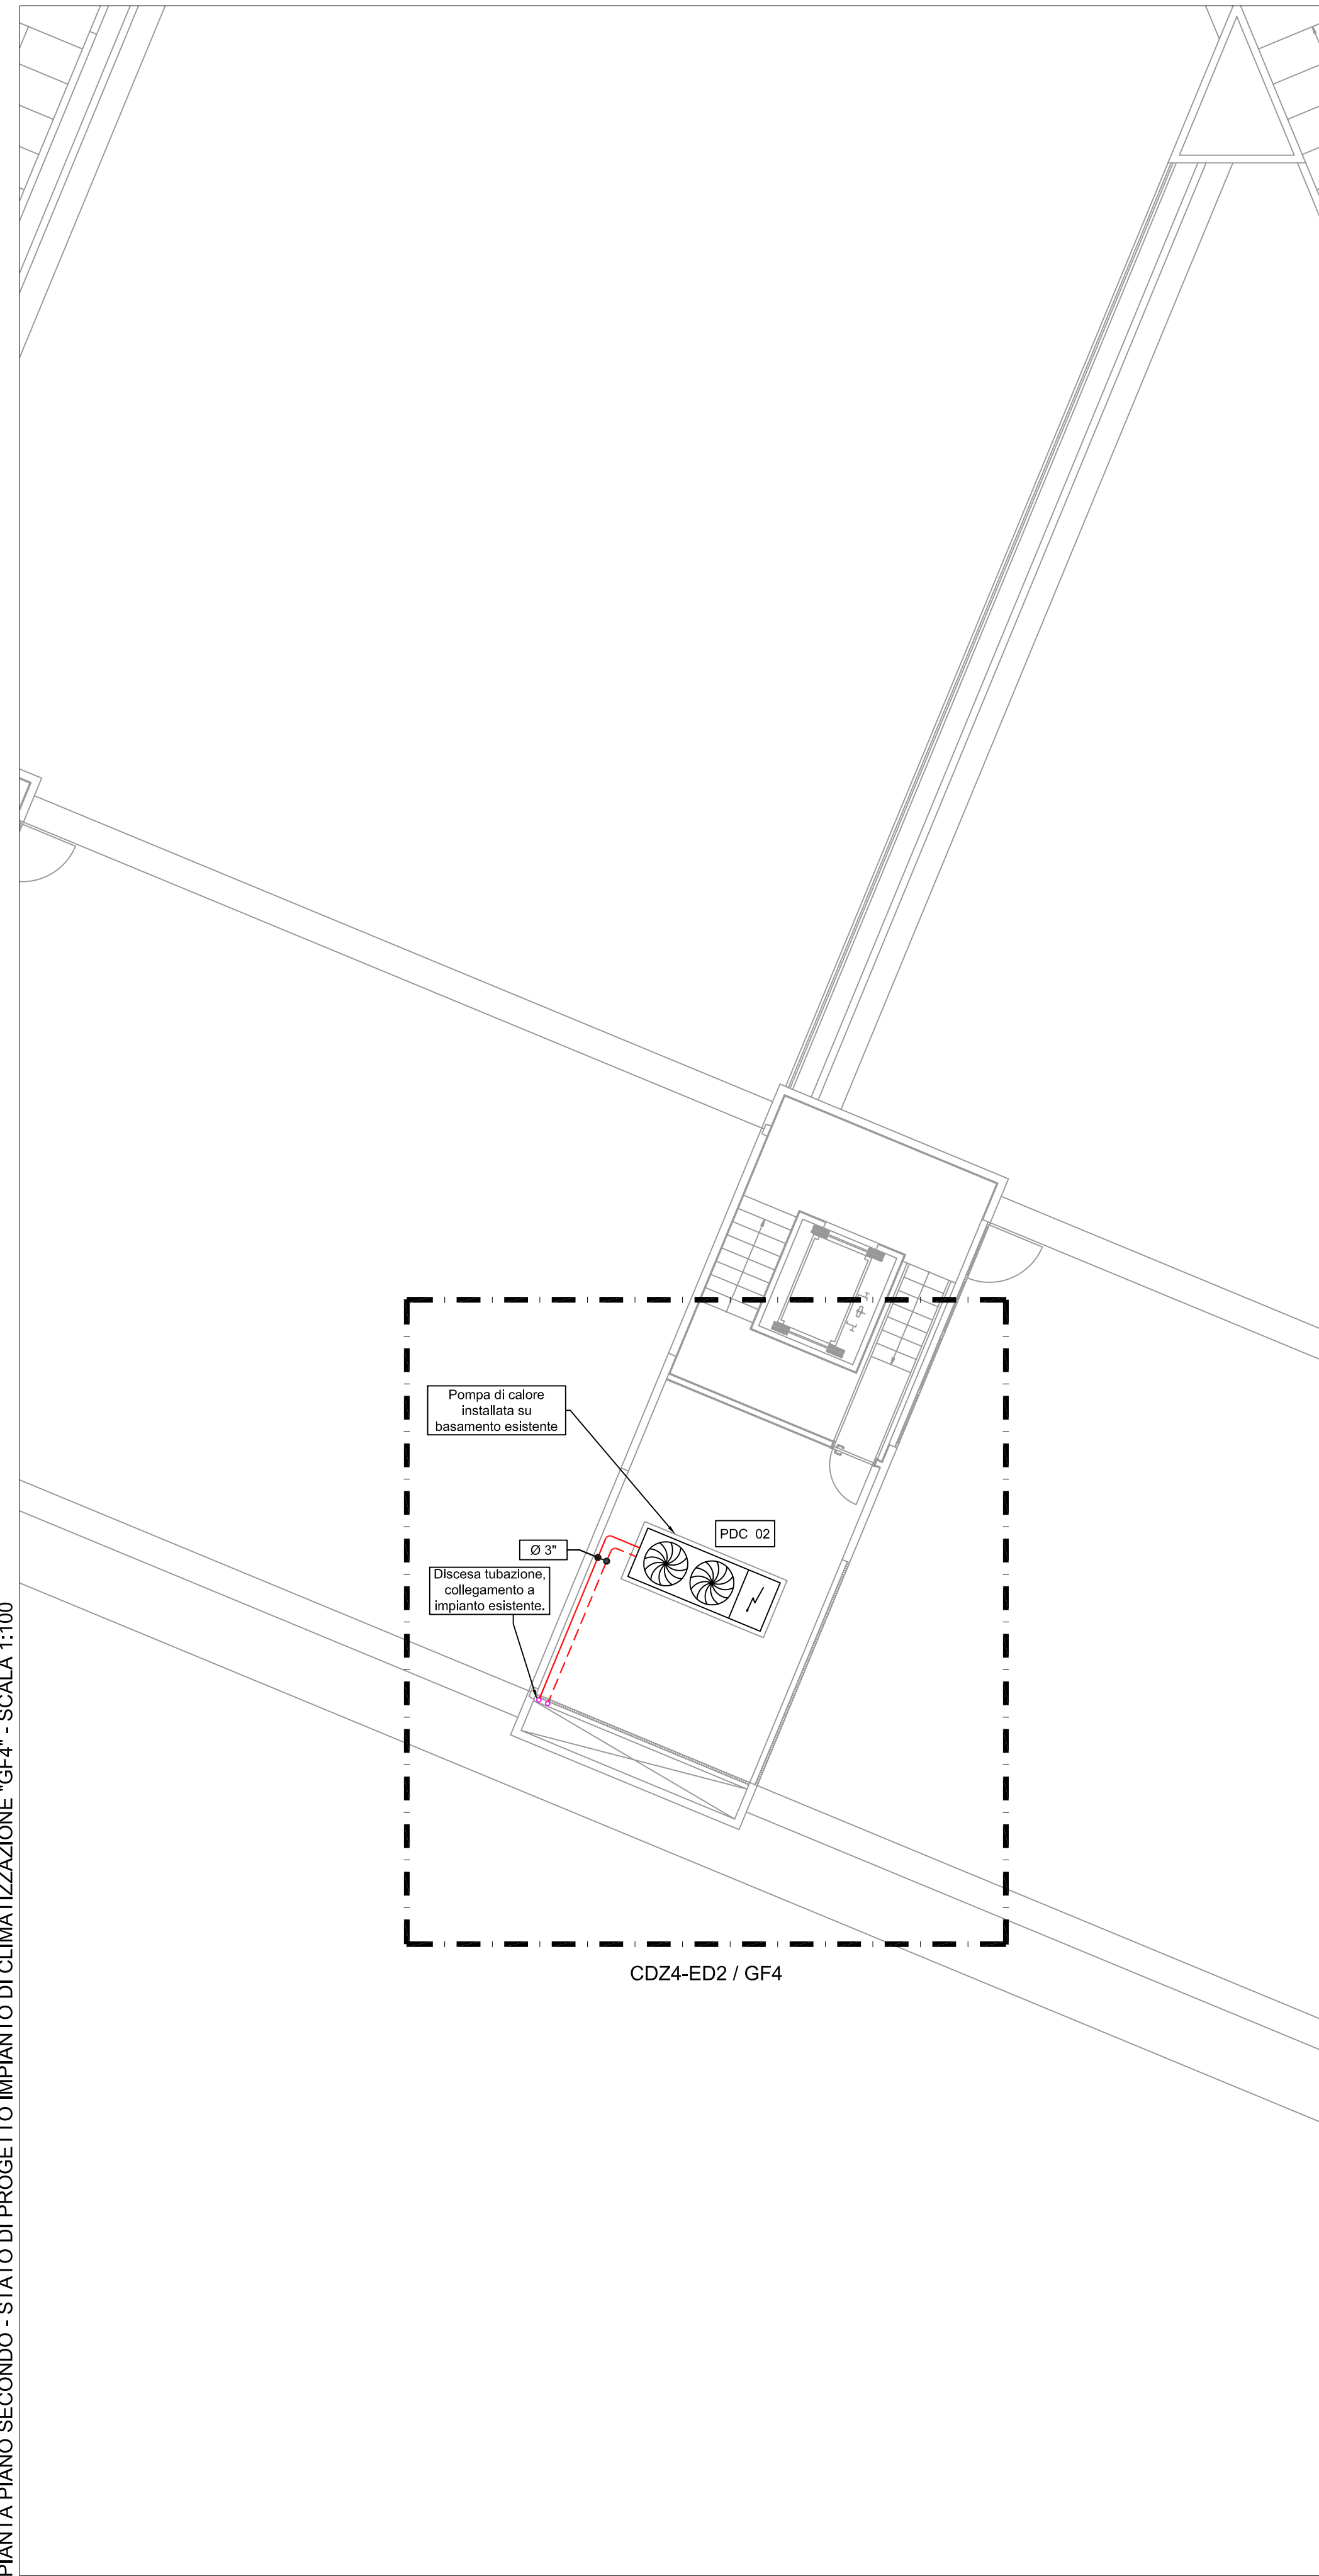 PIANTA PIANO SECONDO - STATO DI PROGETTO IMPIANTO DI CLIMATIZZAZIONE "GF4" - SCALA 1:100
Pompa di calore
installata su
basamento esistente
PDC 02
Ø 3"
Discesa tubazione,
collegamento a
impianto esistente.
CDZ4-ED2 / GF4